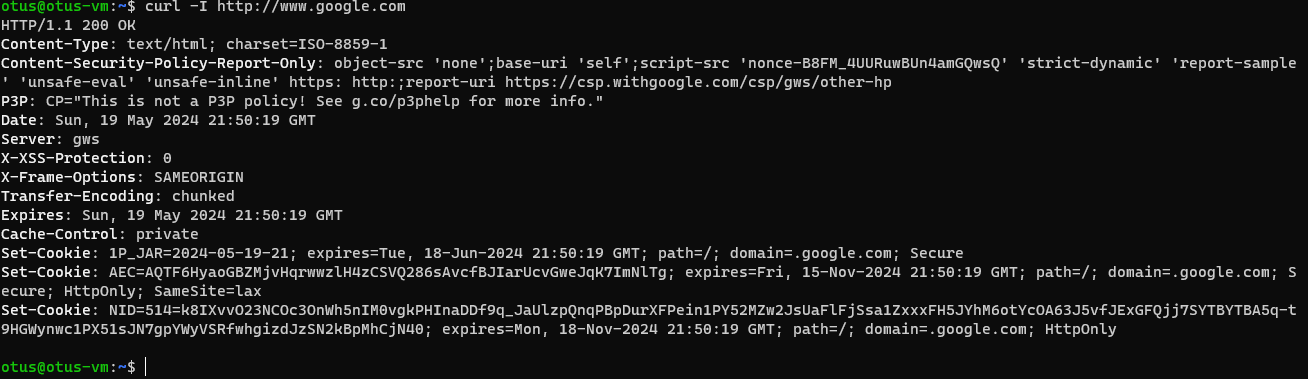 otus@otus-vm:~$ curl -I http://www.google.com
HTTP/1.1 200 OK
Content-Type: text/html; charset=ISO-8859-1
Content-Security-Policy-Report-Only: object-src 'none';base-uri 'self';script-src 'nonce-B8FM_4UURuwBUn4amGQwsQ' 'strict-dynamic' 'report-sample
' 'unsafe-eval' 'unsafe-inline' https: http:;report-uri https://csp.withgoogle.com/csp/gws/other-hp
P3P: CP="This is not a P3P policy! See g.co/p3phelp for more info."
Date: Sun, 19 May 2024 21:50:19 GMT
Server: gws
X-XSS-Protection: 0
X-Frame-Options: SAMEORIGIN
Transfer-Encoding: chunked
Expires: Sun, 19 May 2024 21:50:19 GMT
Cache-Control: private
Set-Cookie: 1P_JAR=2024-05-19-21; expires=Tue, 18-Jun-2024 21:50:19 GMT; path=/; domain=.google.com; Secure
Set-Cookie: AEC=AQTF6HyaoGBZMjvHqrwwzlH4zCSVQ286sAvcfBJIarUcvGweJqK7ImNlTg; expires=Fri, 15-Nov-2024 21:50:19 GMT; path=/; domain=.google.com; S
ecure; HttpOnly; SameSite=lax
Set-Cookie: NID=514=k8IXvvO23NCOc3OnWh5nIM0vgkPHInaDDf9q_JaUlzpQnqPBpDurXFPein1PY52MZw2JsUaFlFjSsa1ZxxxFH5JYhM6otYcOA63J5vfJExGFQjj7SYTBYTBA5q-t
9HGWynwc1PX51sJN7gpYWyVSRfwhgizdJzSN2kBpMhCjN40; expires=Mon, 18-Nov-2024 21:50:19 GMT; path=/; domain=.google.com; HttpOnly
otus@otus-vm:~$